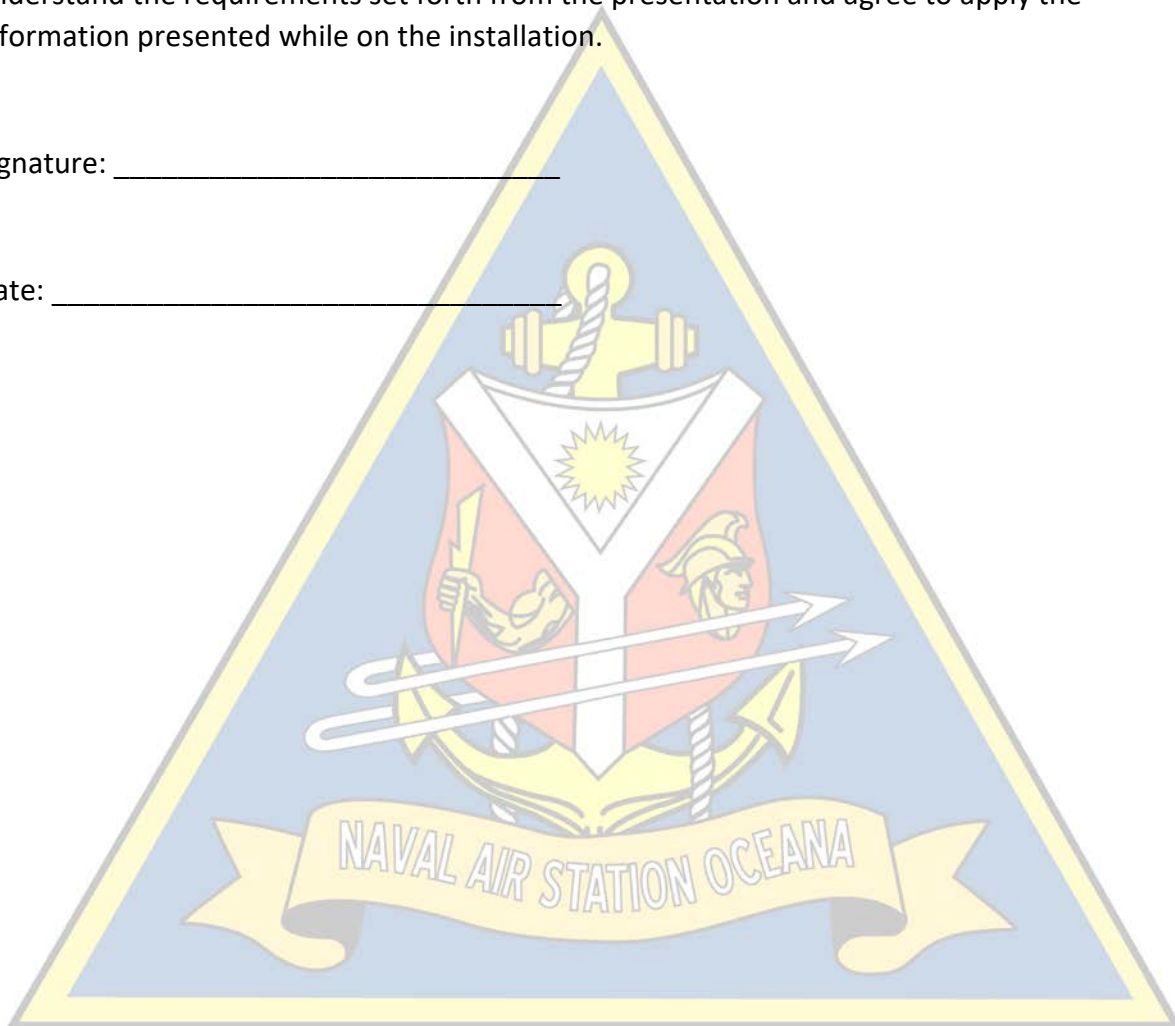 nderstand the requirements set forth from the presentation and agree to apply the
formation presented while on the installation.
gnature: ____________________________
ate: ________________________________
NAVAL AIR STATION OCEANA